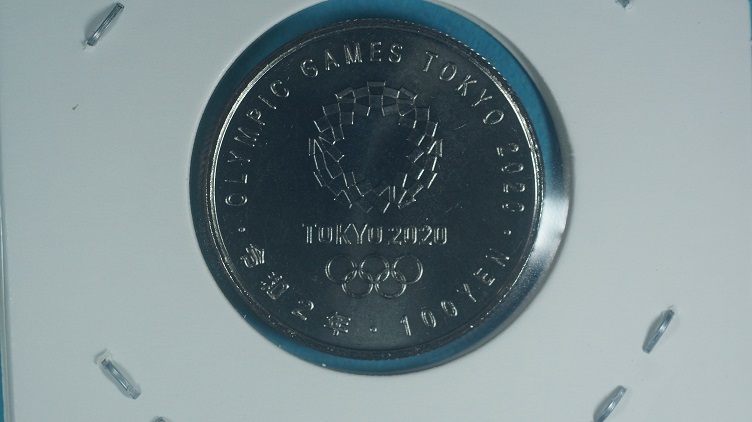 OLYMPIC GAMES TOKYO 2020
TOKYO 2020
令和2年・100YEN